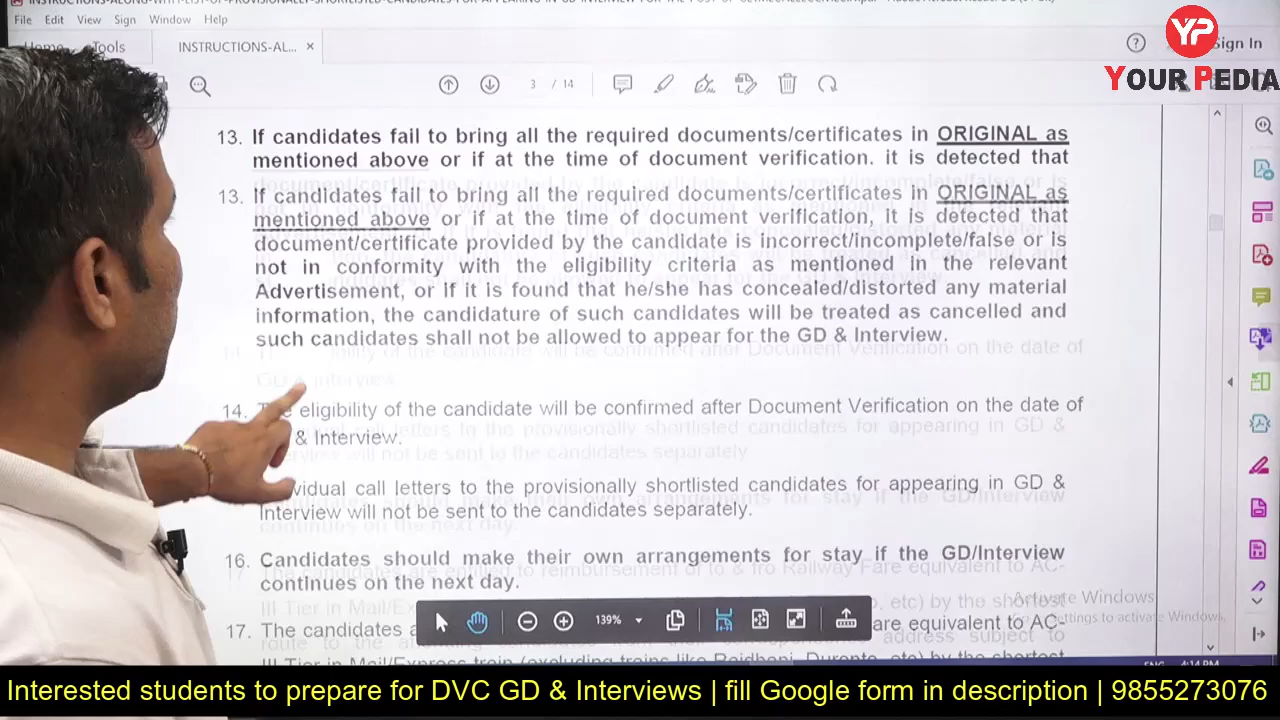 File Edit View Sign Window Help
Home Tools INSTRUCTIONS-AL... × ? Sign In
YP
YOUR PEDIA
3 / 14
13. If candidates fail to bring all the required documents/certificates in ORIGINAL as
mentioned above or if at the time of document verification. it is detected that
13. If candidates fail to bring all the required documents/certificates in ORIGINAL as
mentioned above or if at the time of document verification, it is detected that
document/certificate provided by the candidate is incorrect/incomplete/false or is
not in conformity with the eligibility criteria as mentioned in the relevant
Advertisement, or if it is found that he/she has concealed/distorted any material
information, the candidature of such candidates will be treated as cancelled and
such candidates shall not be allowed to appear for the GD & Interview.
14. eligibility of the candidate will be confirmed after Document Verification on the date of
& Interview.
call letters to the provisionally shortlisted candidates for appearing in GD &
Interview will not be sent to the candidates separately.
16. Candidates should make their own arrangements for stay if the GD/Interview
continues on the next day.
17. The candidates are equivalent to AC-
139%
Activate Windows
settings to activate Windows.
4:14 PM
Interested students to prepare for DVC GD & Interviews | fill Google form in description | 9855273076